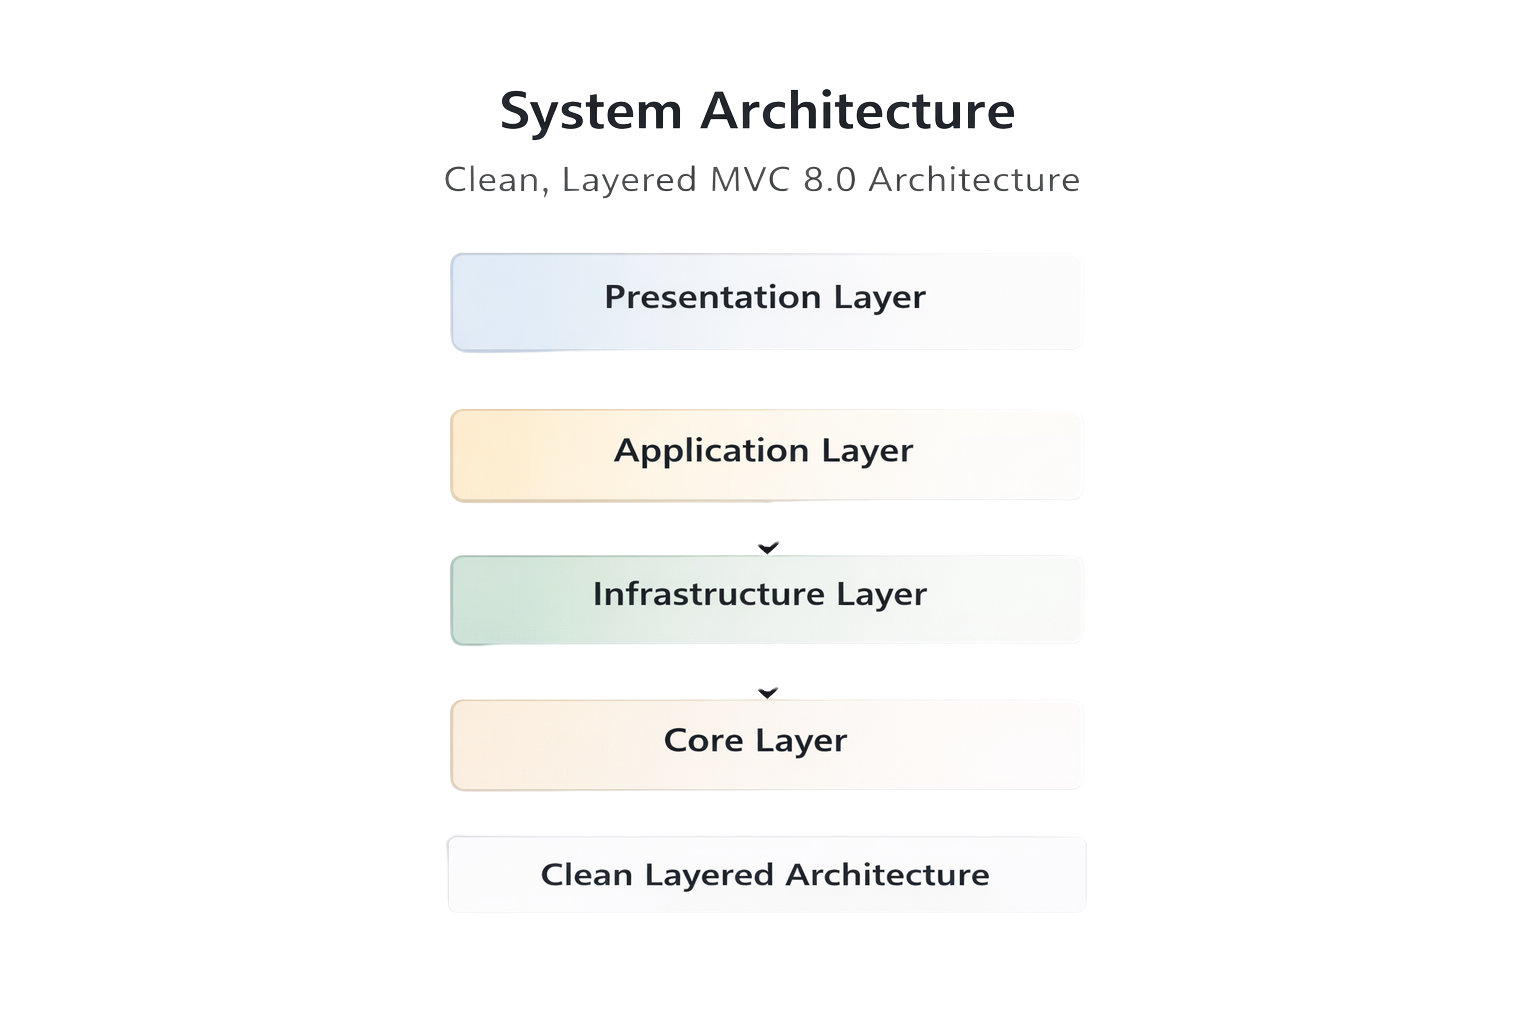 System Architecture
Clean, Layered MVC 8.0 Architecture
Presentation Layer
Application Layer
Infrastructure Layer
Core Layer
Clean Layered Architecture